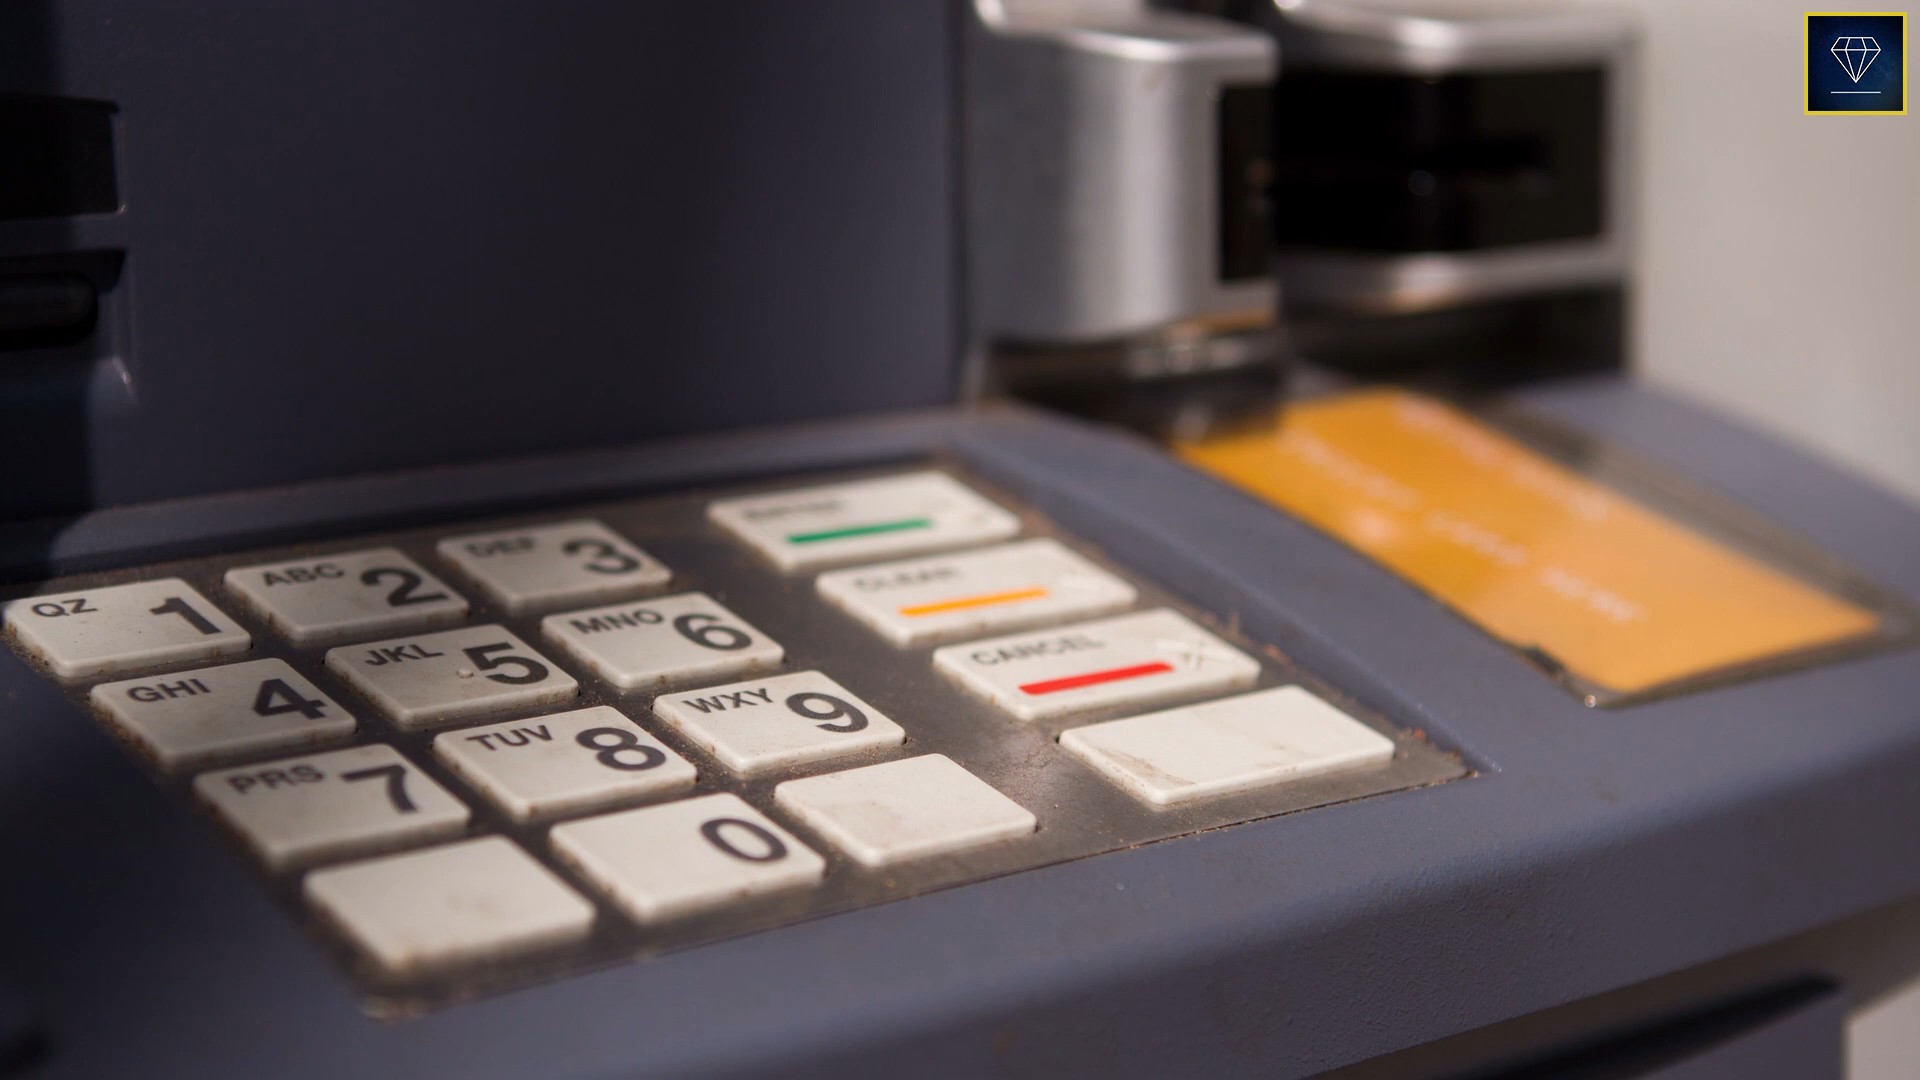 QZ 1
ABC 2
DEF 3
GHI 4
JKL 5
MNO 6
PRS 7
TUV 8
WXY 9
0
ENTER
CLEAR
CANCEL